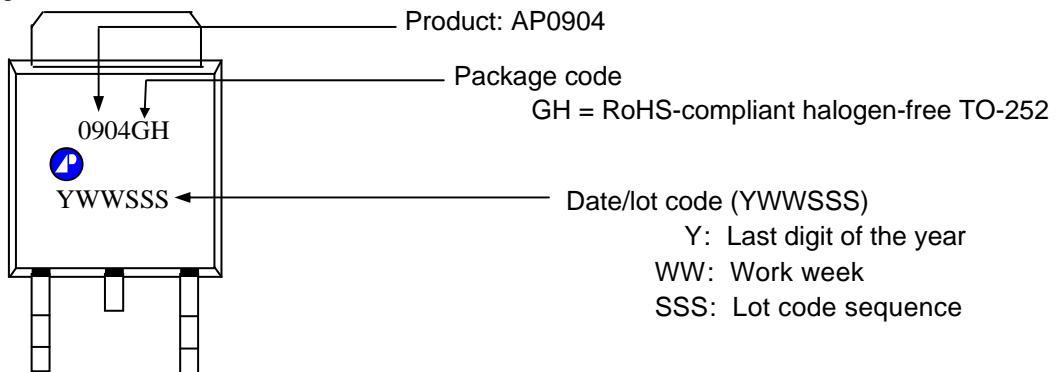 Product: AP0904
Package code
GH = RoHS-compliant halogen-free TO-252
0904GH
YWWSSS
Date/lot code (YWWSSS)
Y: Last digit of the year
WW: Work week
SSS: Lot code sequence